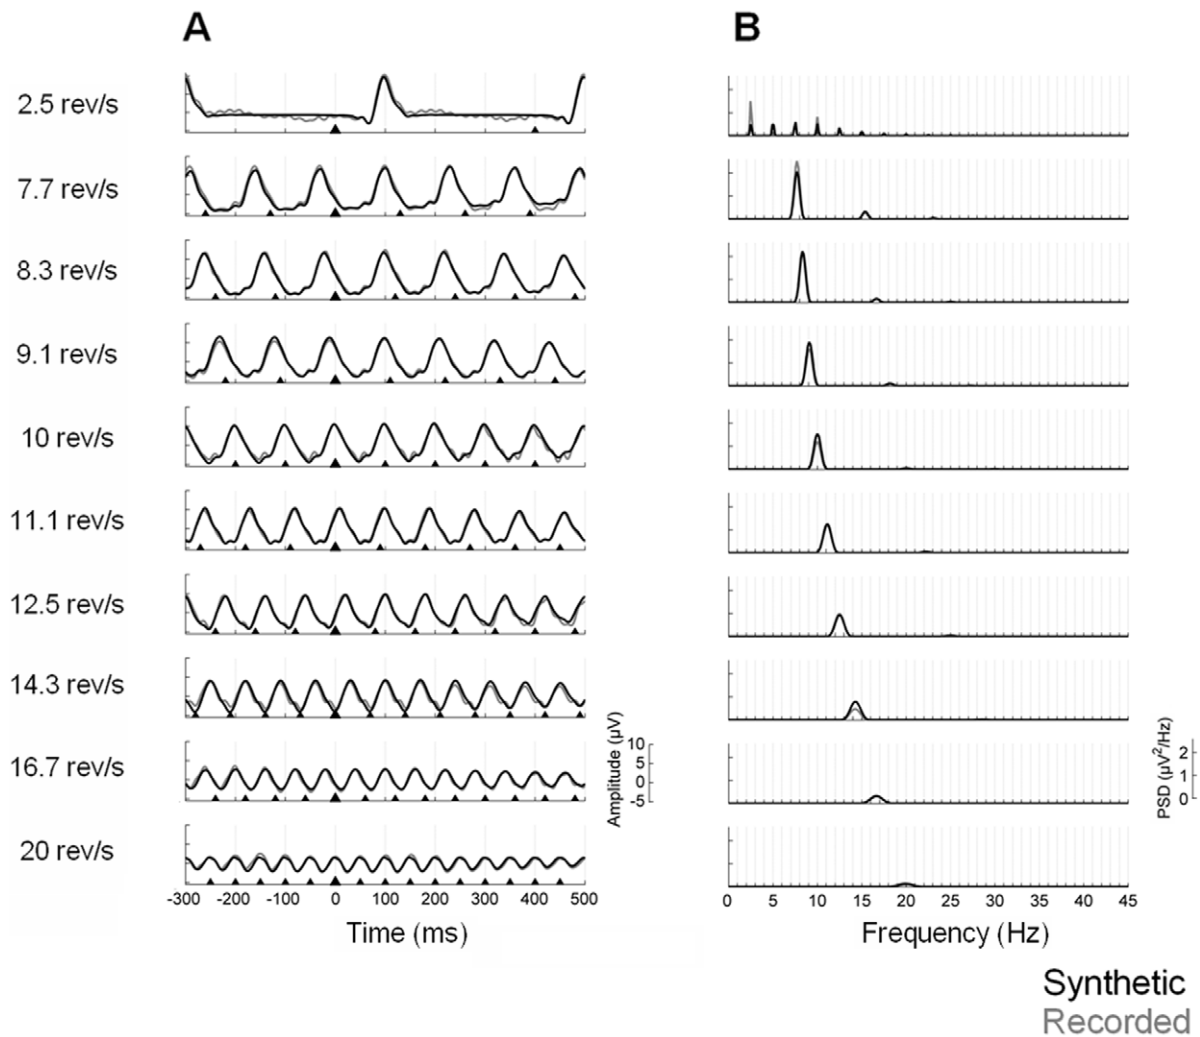 A
B
2.5 rev/s
7.7 rev/s
8.3 rev/s
9.1 rev/s
10 rev/s
11.1 rev/s
12.5 rev/s
14.3 rev/s
16.7 rev/s
20 rev/s
Amplitude (µV)
10
5
0
-5
PSD (µV²/Hz)
2
1
0
-300 -200 -100 0 100 200 300 400 500
Time (ms)
0 5 10 15 20 25 30 35 40 45
Frequency (Hz)
Synthetic
Recorded